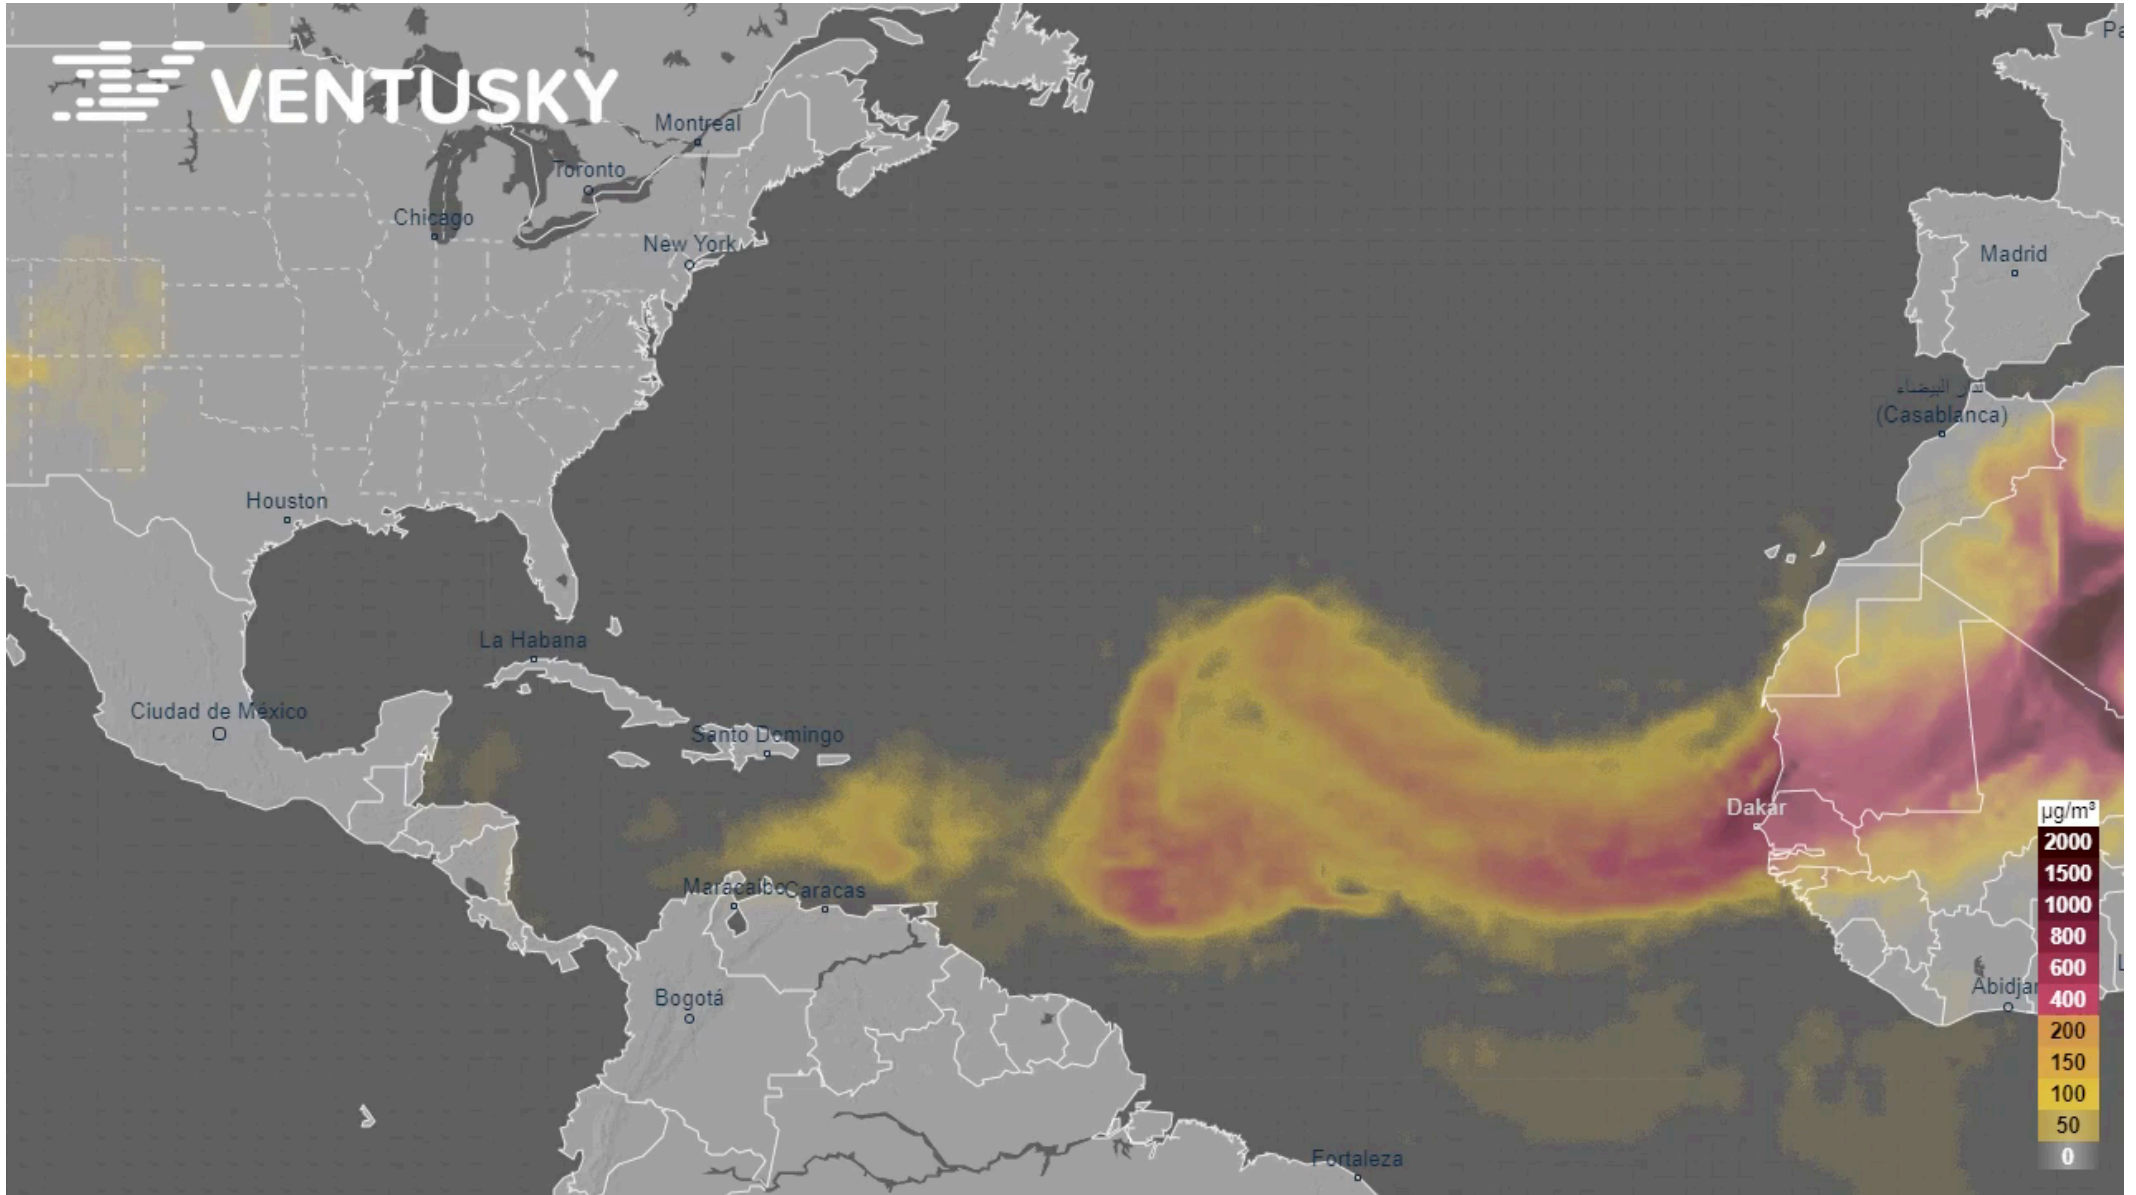 Pa
VENTUSKY
Montreal
Toronto
Chicago
New York
Madrid
الدار البيضاء
(Casablanca)
Houston
La Habana
Ciudad de México
Santo Domingo
Dakar
µg/m³
2000
1500
1000
800
600
400
200
150
100
50
0
Maracaibo
Caracas
Bogotá
Abidjan
L
Fortaleza